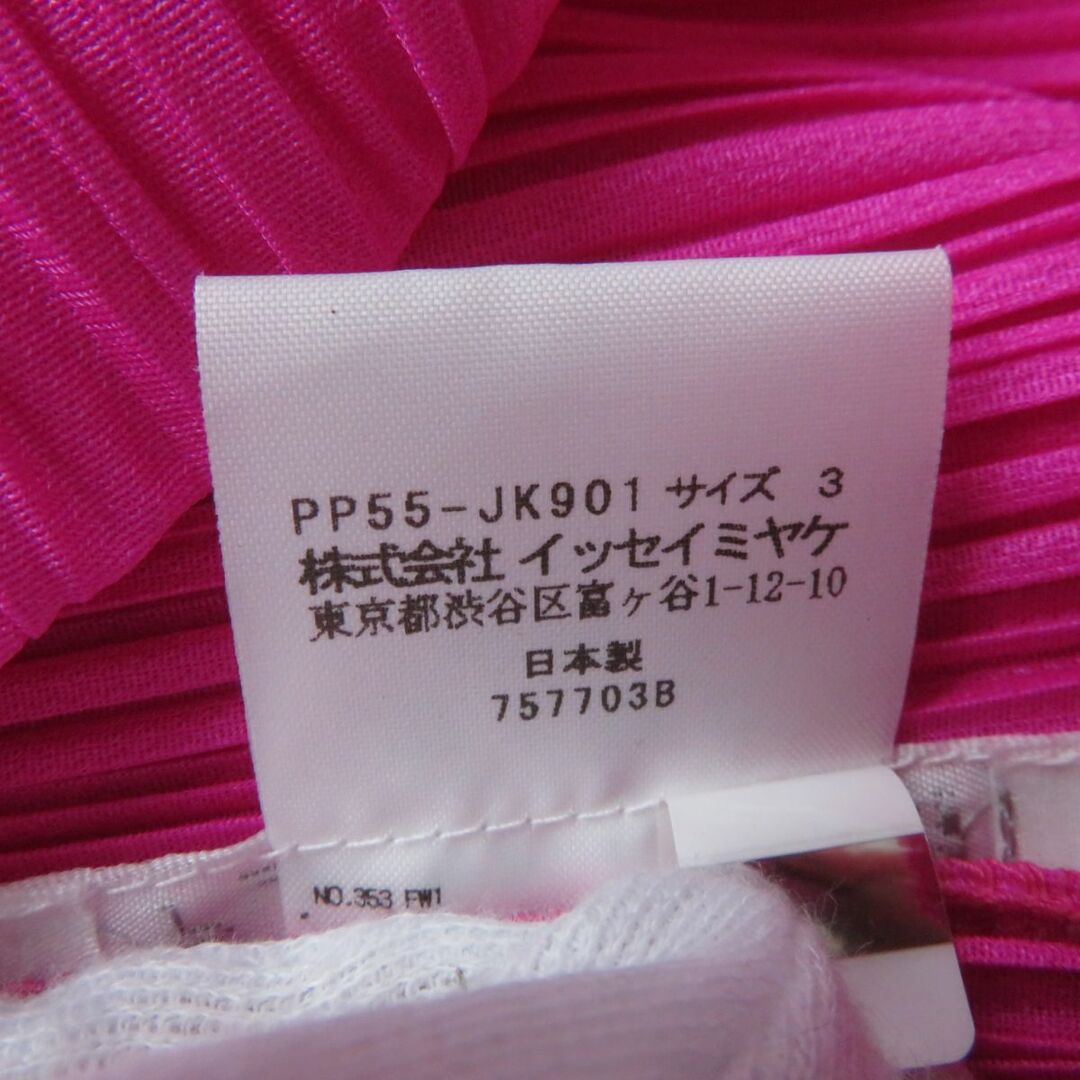 PP55-JK901 サイズ 3
株式会社 イッセイミヤケ
東京都渋谷区富ヶ谷1-12-10
日本製
757703B
NO.353 FW1